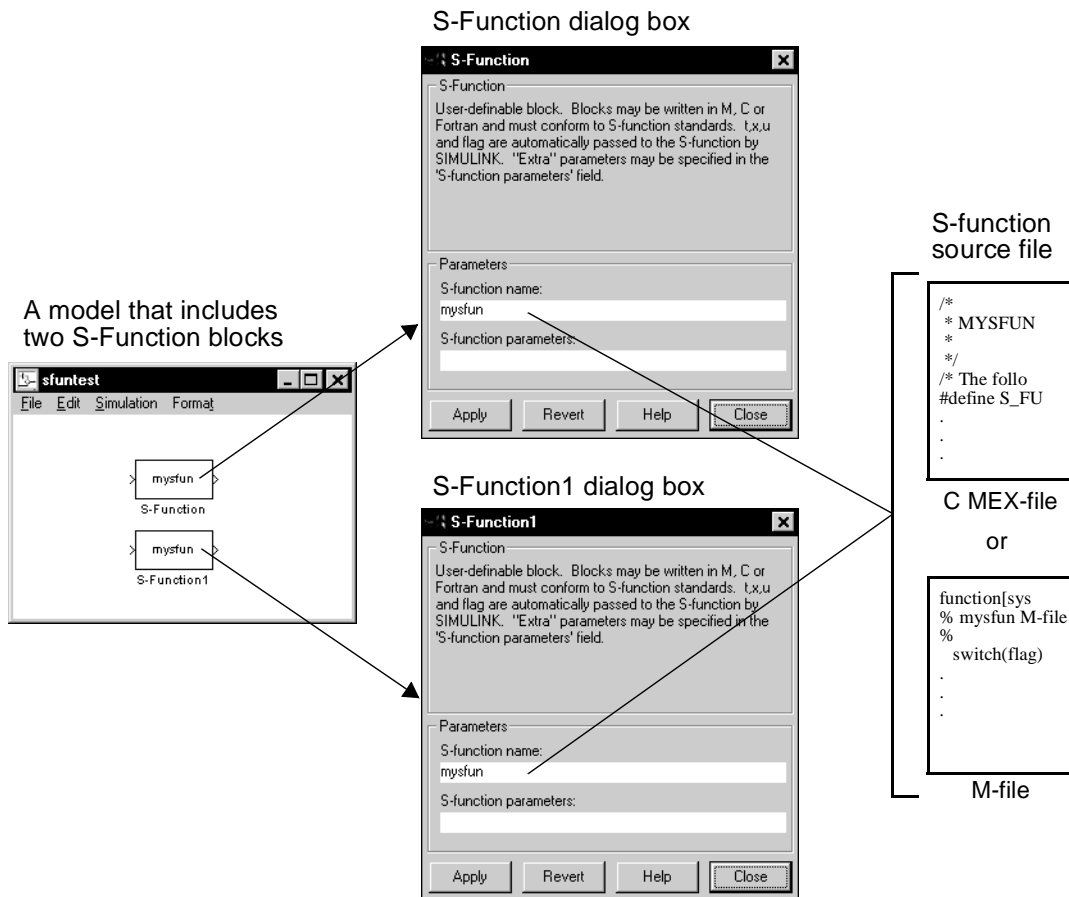 S-Function dialog box
S-Function
S-Function
User-definable block. Blocks may be written in M, C or
Fortran and must conform to S-function standards. t,x,u
and flag are automatically passed to the S-function by
SIMULINK. "Extra" parameters may be specified in the
'S-function parameters' field.
Parameters
S-function name:
mysfun
S-function parameters:
Apply Revert Help Close
A model that includes
two S-Function blocks
sfuntest
File Edit Simulation Format
mysfun
S-Function
mysfun
S-Function1
S-Function1 dialog box
S-Function1
S-Function
User-definable block. Blocks may be written in M, C or
Fortran and must conform to S-function standards. t,x,u
and flag are automatically passed to the S-function by
SIMULINK. "Extra" parameters may be specified in the
'S-function parameters' field.
Parameters
S-function name:
mysfun
S-function parameters:
Apply Revert Help Close
S-function
source file
/*
* MYSFUN
*
*/
/* The follo
#define S_FU
.
.
.
C MEX-file
or
function[sys
% mysfun M-file
%
switch(flag)
.
.
.
M-file